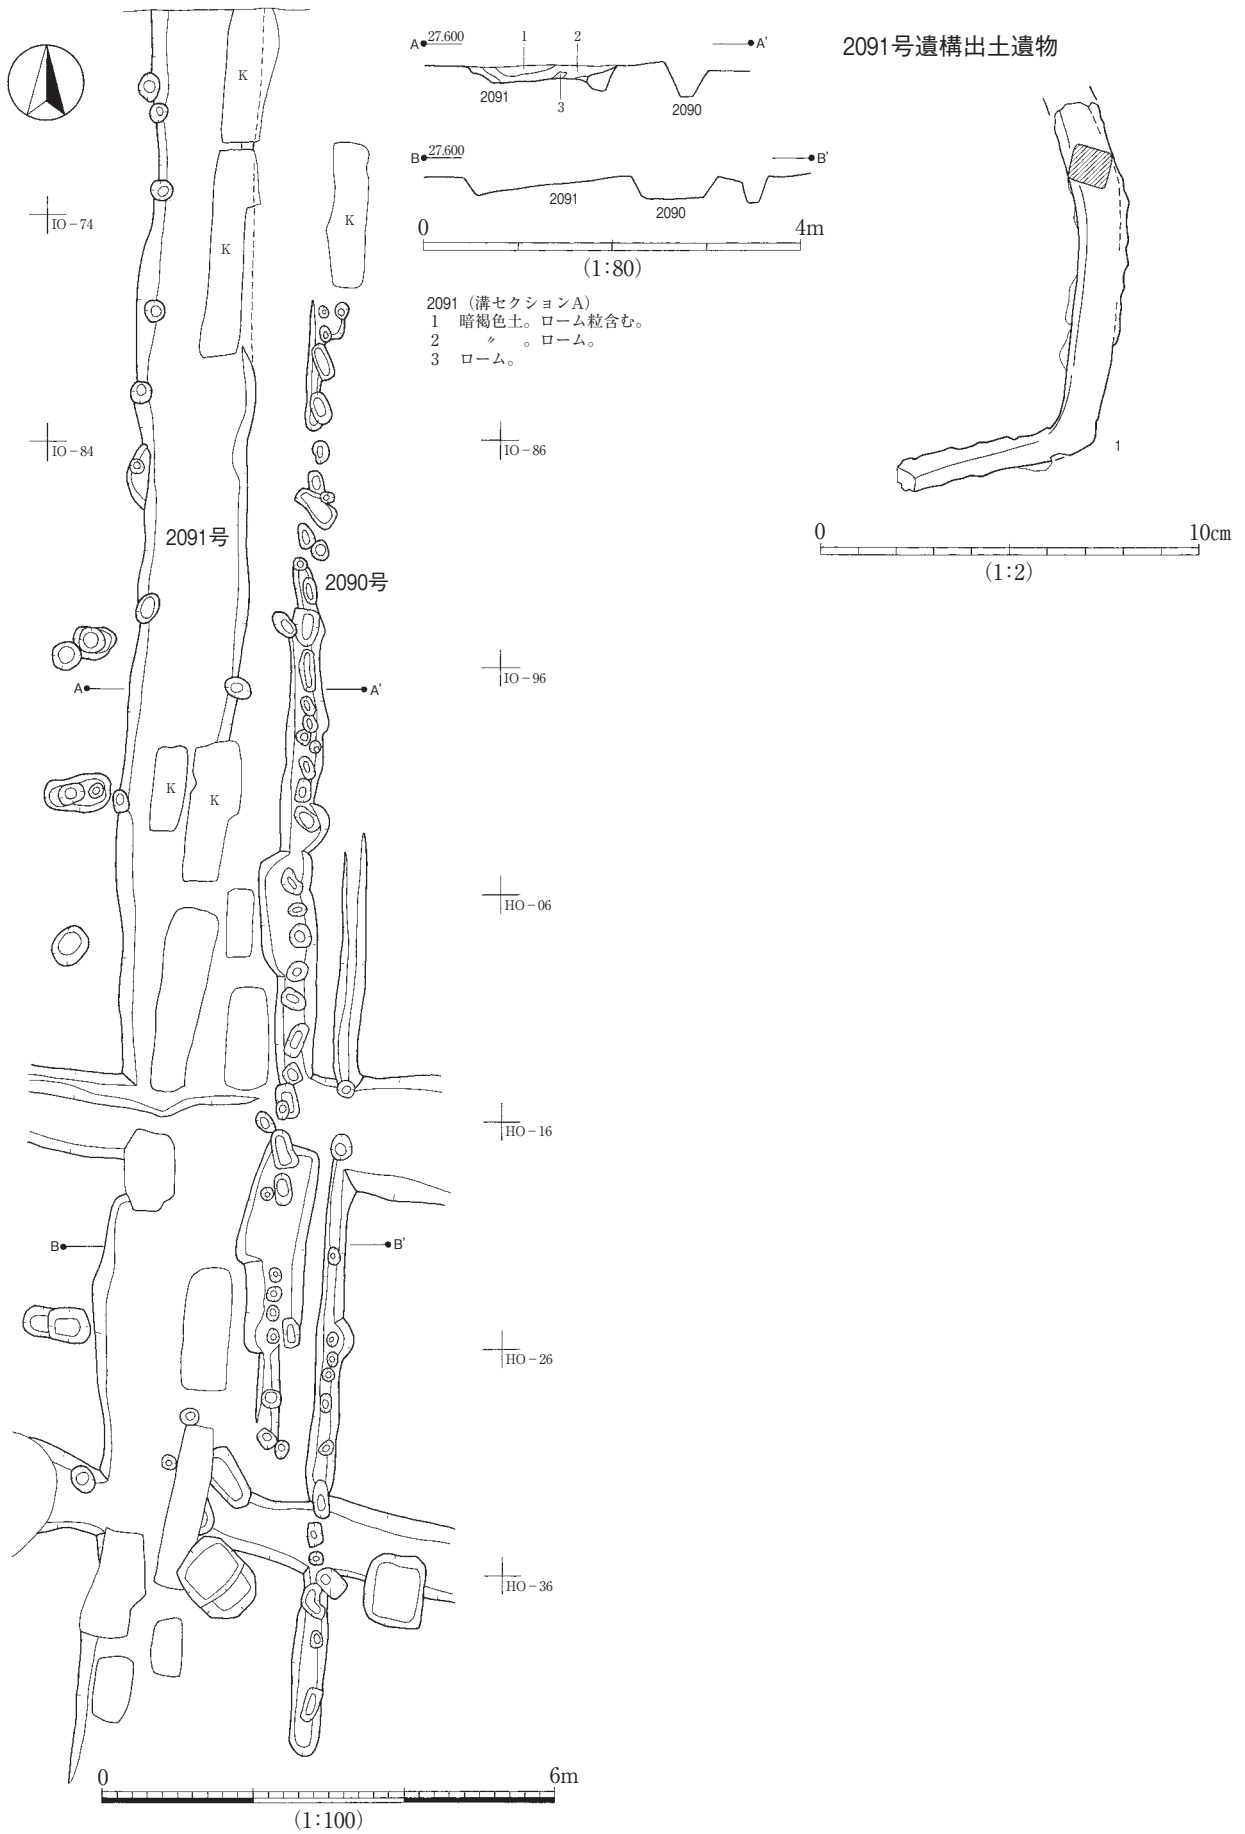 K
K
K
IO－74
IO－84
2091号
2090号
A
A'
K
K
IO－86
IO－96
HO－06
HO－16
B
B'
HO－26
HO－36
0
6m
(1:100)
A 27.600
1
2
A'
2091
3
2090
B 27.600
B'
2091
2090
0
4m
(1:80)
2091（溝セクションA）
1 暗褐色土。ローム粒含む。
2 〃 。ローム。
3 ローム。
2091号遺構出土遺物
1
0
10cm
(1:2)